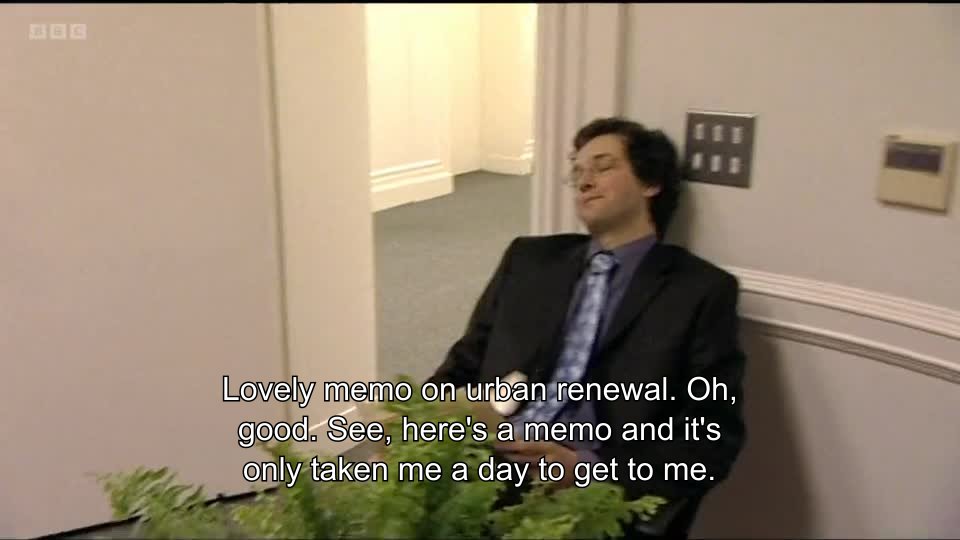 BBC
Lovely memo on urban renewal. Oh,
good. See, here's a memo and it's
only taken me a day to get to me.